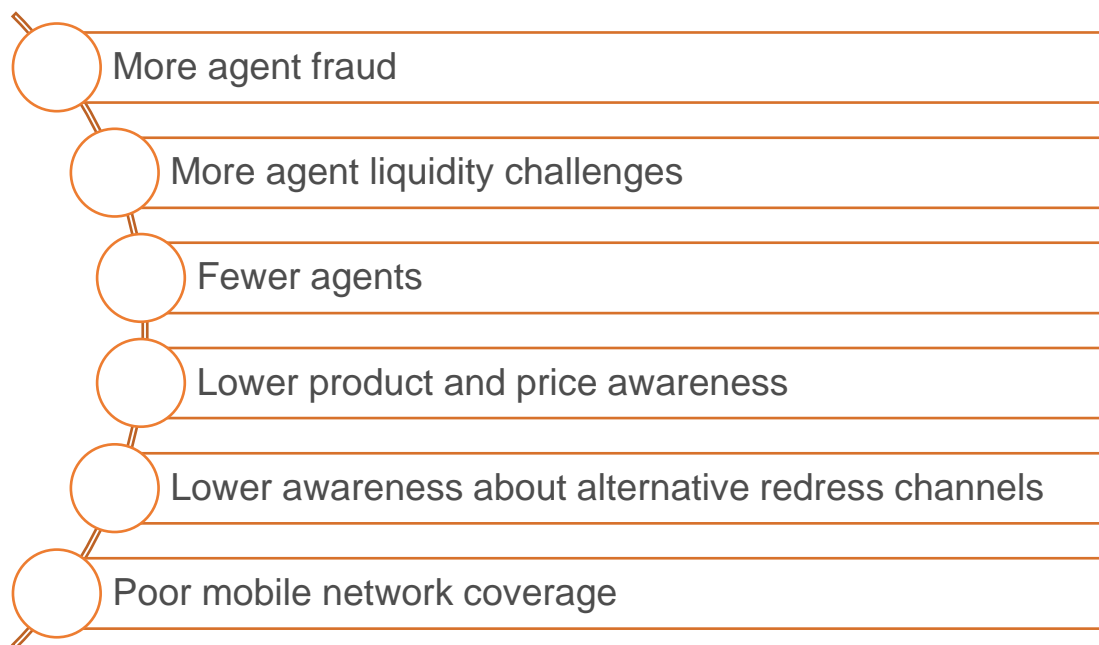 More agent fraud
More agent liquidity challenges
Fewer agents
Lower product and price awareness
Lower awareness about alternative redress channels
Poor mobile network coverage